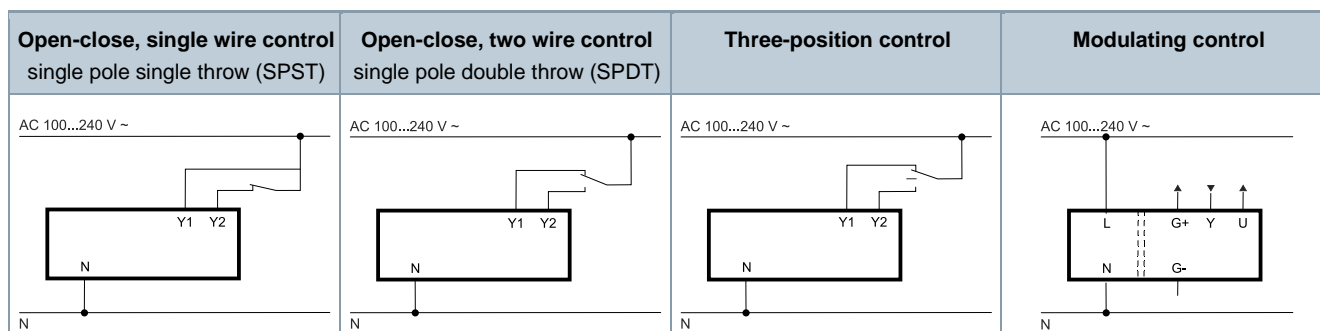 Open-close, single wire control
single pole single throw (SPST)
Open-close, two wire control
single pole double throw (SPDT)
Three-position control
Modulating control
AC 100...240 V ~
Y1 Y2
N
N
AC 100...240 V ~
Y1 Y2
N
N
AC 100...240 V ~
Y1 Y2
N
N
AC 100...240 V ~
L G+ Y U
N G-
N